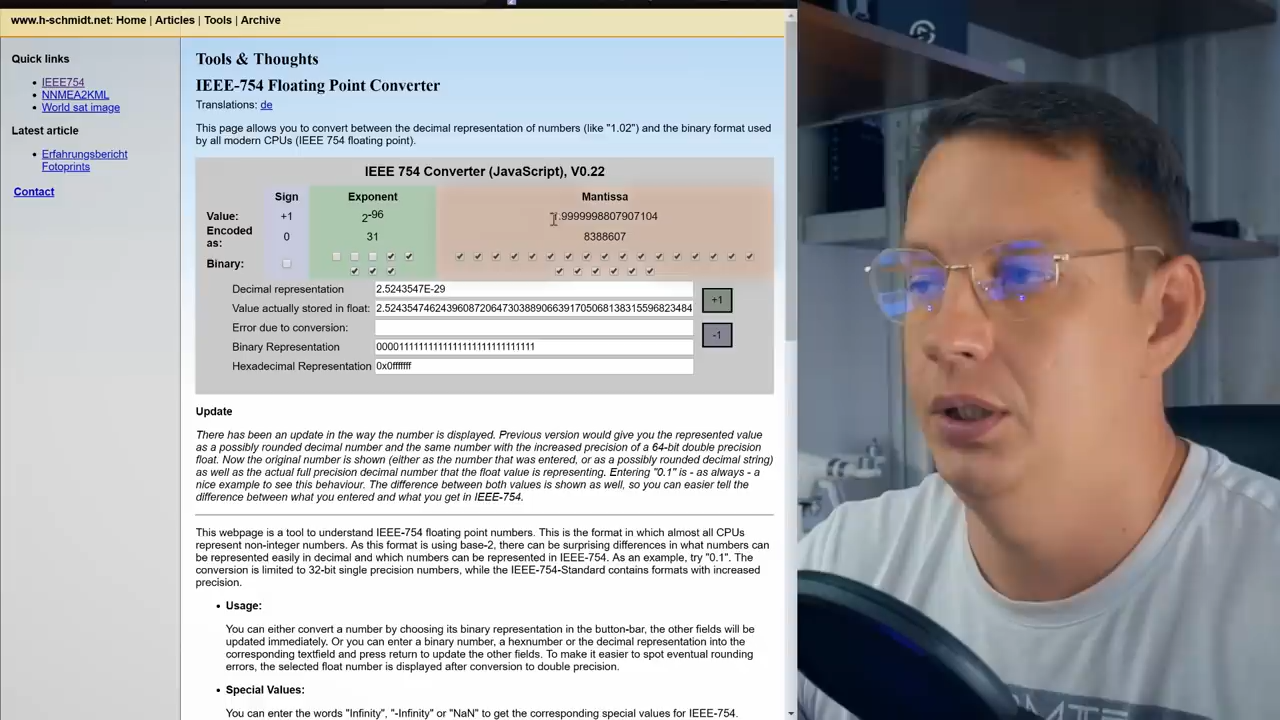 www.h-schmidt.net: Home | Articles | Tools | Archive
Quick links
IEEE754
NNMEA2KML
World sat image
Latest article
Erfahrungsbericht
Fotoprints
Contact
Tools & Thoughts
IEEE-754 Floating Point Converter
Translations: de
This page allows you to convert between the decimal representation of numbers (like "1.02") and the binary format used
by all modern CPUs (IEEE 754 floating point).
IEEE 754 Converter (JavaScript), V0.22
Sign Exponent Mantissa
Value: +1 2-96 1.9999998807907104
Encoded as: 0 31 8388607
Binary:
Decimal representation 2.5243547E-29
Value actually stored in float:
Error due to conversion:
Binary Representation 00001111111111111111111111111111
Hexadecimal Representation 0x0fffffff
+1
-1
Update
There has been an update in the way the number is displayed. Previous version would give you the represented value
as a possibly rounded decimal number and the same number with the increased precision of a 64-bit double precision
float. Now the original number is shown (either as the number that was entered, or as a possibly rounded decimal string)
as well as the actual full precision decimal number that the float value is representing. Entering "0.1" is - as always - a
nice example to see this behaviour. The difference between both values is shown as well, so you can easier tell the
difference between what you entered and what you get in IEEE-754.
This webpage is a tool to understand IEEE-754 floating point numbers. This is the format in which almost all CPUs
represent non-integer numbers. As this format is using base-2, there can be surprising differences in what numbers can
be represented easily in decimal and which numbers can be represented in IEEE-754. As an example, try "0.1". The
conversion is limited to 32-bit single precision numbers, while the IEEE-754-Standard contains formats with increased
precision.
Usage:
You can either convert a number by choosing its binary representation in the button-bar, the other fields will be
updated immediately. Or you can enter a binary number, a hexnumber or the decimal representation into the
corresponding textfield and press return to update the other fields. To make it easier to spot eventual rounding
errors, the selected float number is displayed after conversion to double precision.
Special Values:
You can enter the words "Infinity", "-Infinity" or "NaN" to get the corresponding special values for IEEE-754.